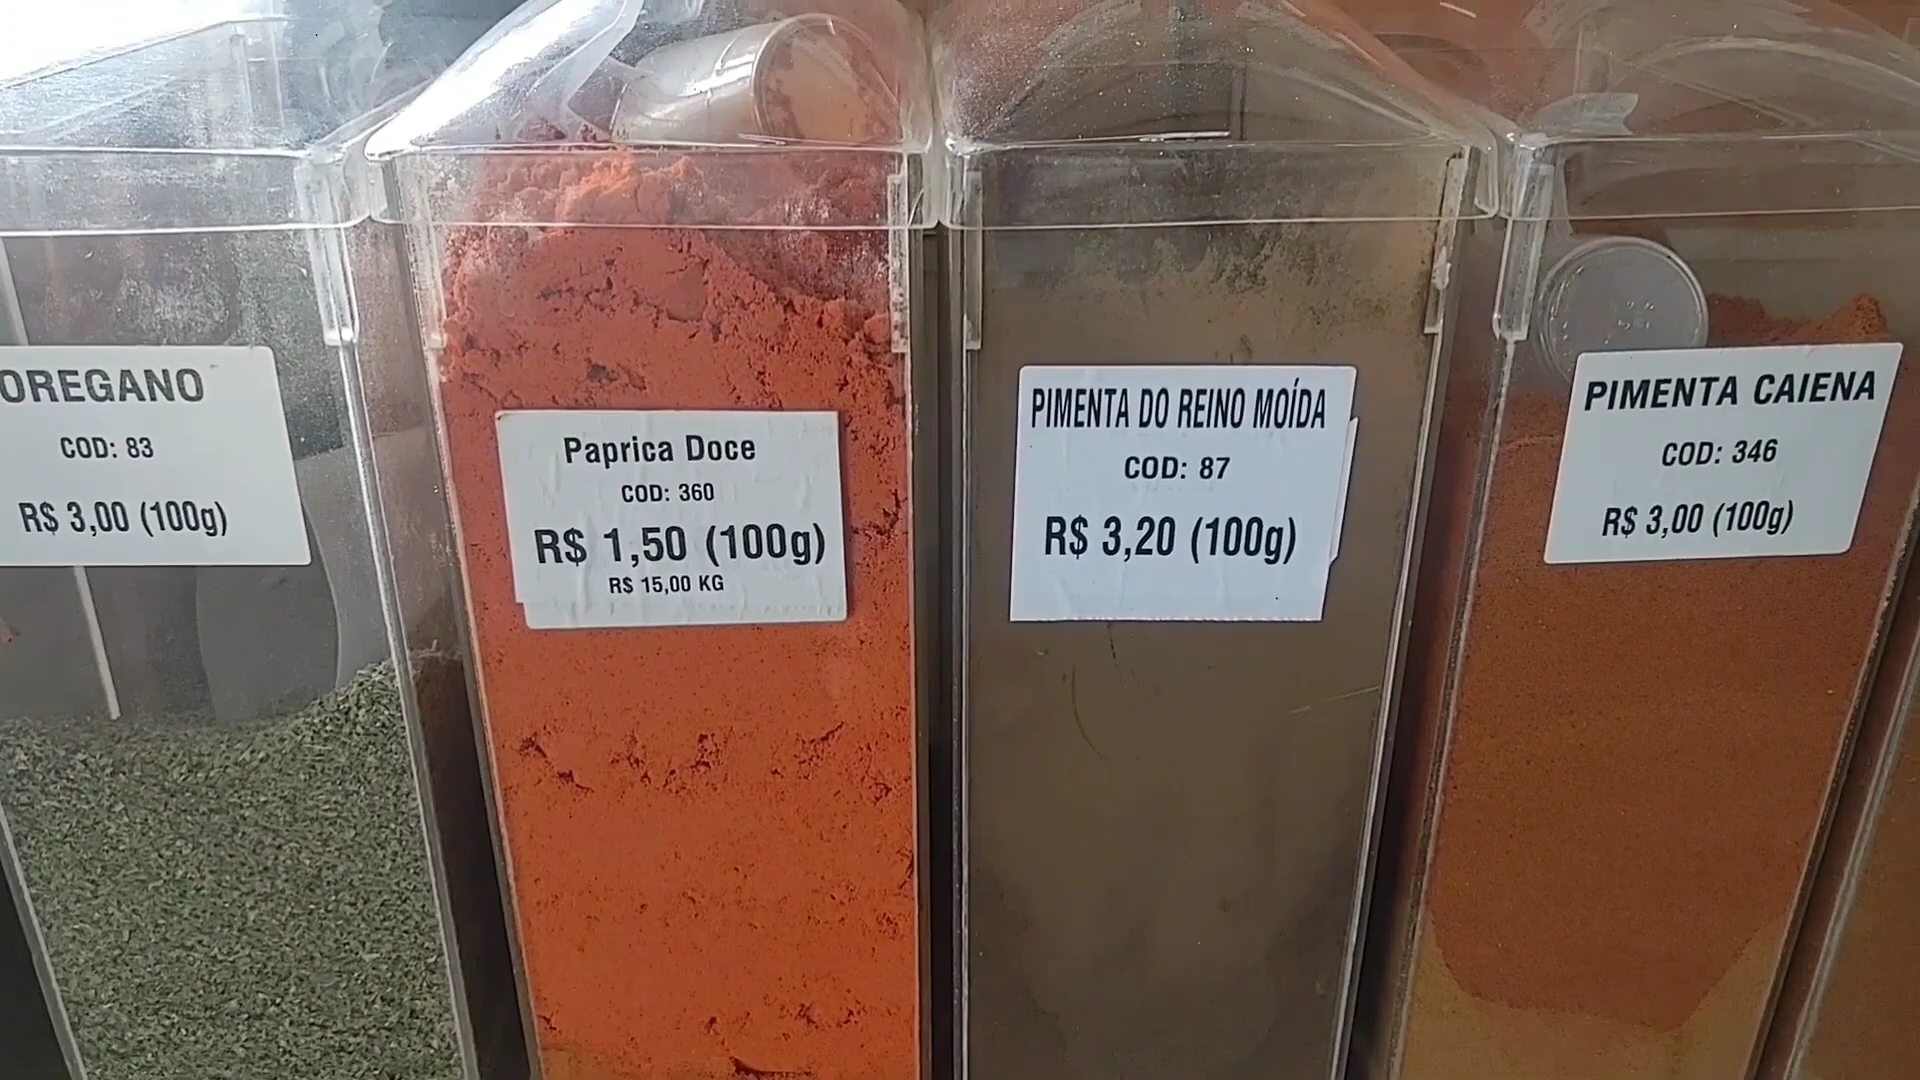 OREGANO
COD: 83
R$ 3,00 (100g)
Paprica Doce
COD: 360
R$ 1,50 (100g)
R$ 15,00 KG
PIMENTA DO REINO MOÍDA
COD: 87
R$ 3,20 (100g)
PIMENTA CAIENA
COD: 346
R$ 3,00 (100g)